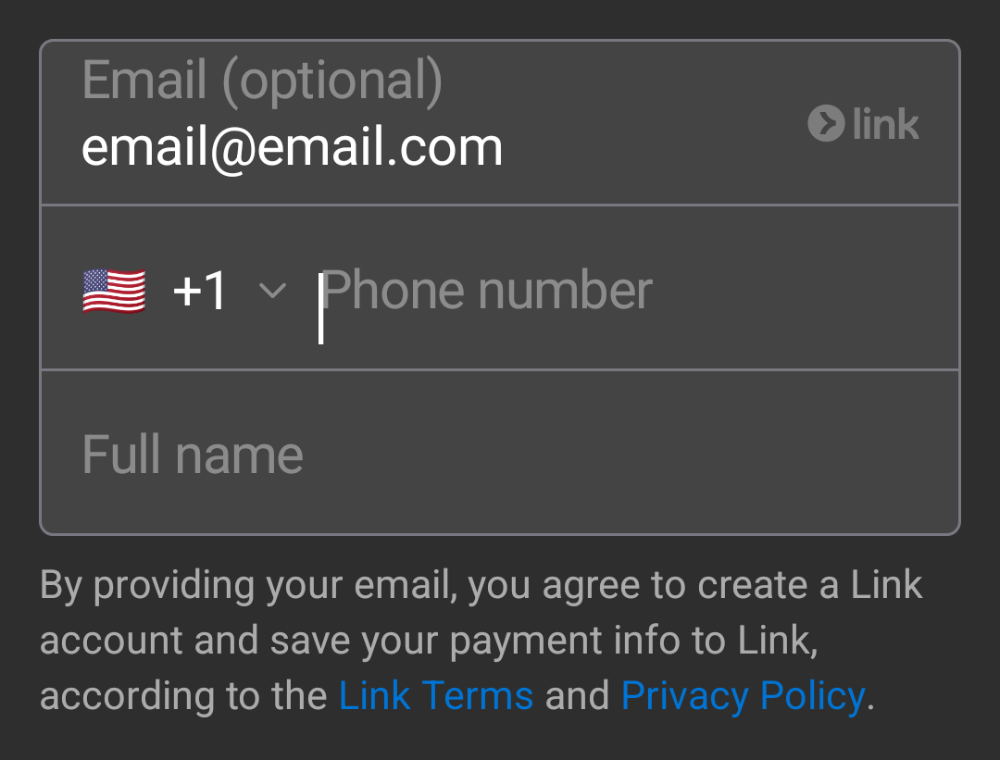 Email (optional)
email@email.com
link
+1 Phone number
Full name
By providing your email, you agree to create a Link
account and save your payment info to Link,
according to the Link Terms and Privacy Policy.